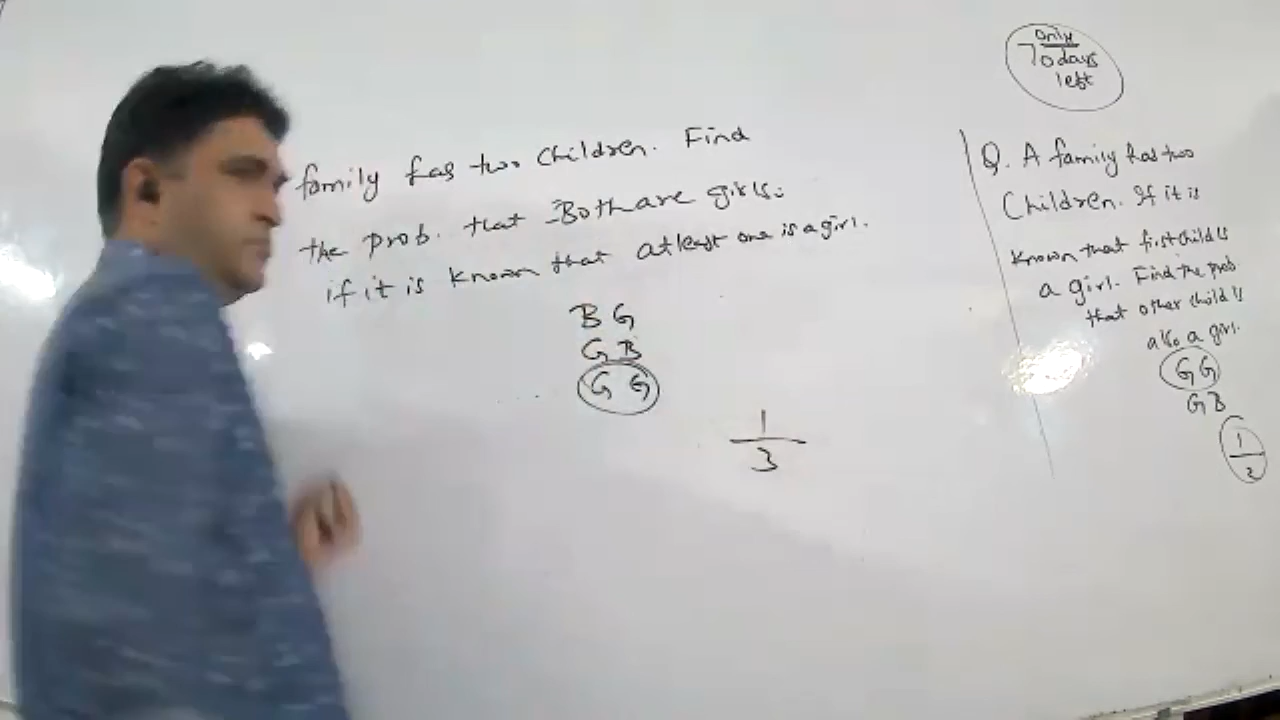 family has two Children. Find
the prob. that Both are girls.
if it is known that atleast one is a girl.
B G
G B
G G
1
3
only
70 days
left
Q. A family has two
Children. If it is
known that first child is
a girl. Find the prob
that other child is
also a girl.
G G
G B
1
2